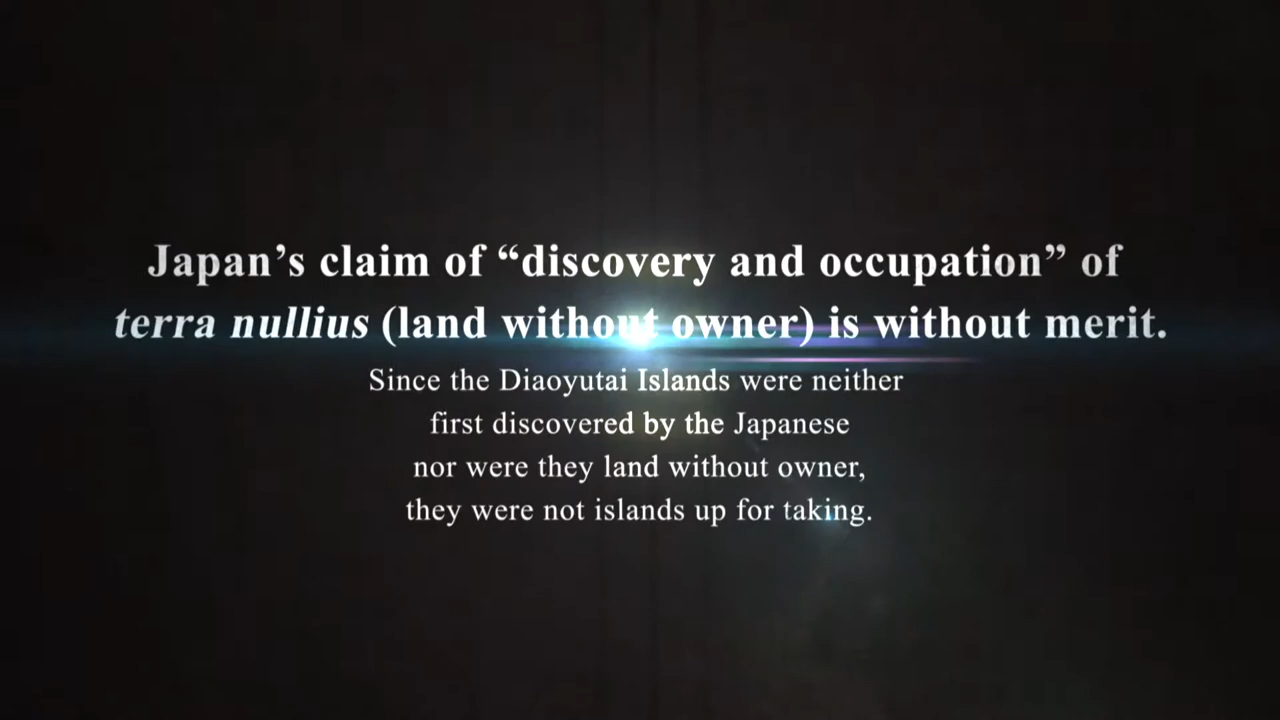 Japan’s claim of “discovery and occupation” of
terra nullius (land without owner) is without merit.
Since the Diaoyutai Islands were neither
first discovered by the Japanese
nor were they land without owner,
they were not islands up for taking.